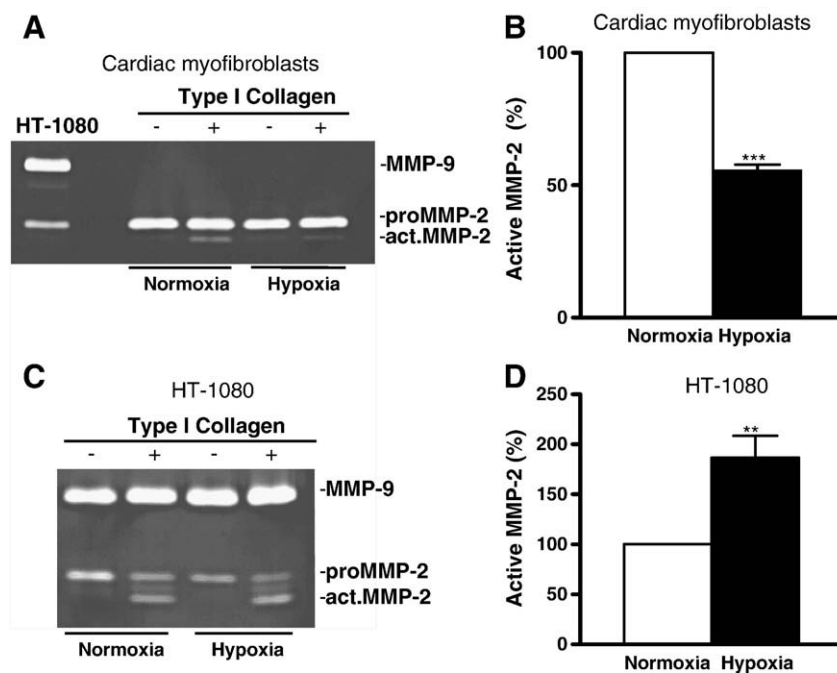 A
Cardiac myofibroblasts
Type I Collagen
HT-1080 - + - +
-MMP-9
-proMMP-2
-act.MMP-2
Normoxia Hypoxia
B
Cardiac myofibroblasts
Active MMP-2 (%)
100
50
0
***
Normoxia Hypoxia
C
HT-1080
Type I Collagen
- + - +
-MMP-9
-proMMP-2
-act.MMP-2
Normoxia Hypoxia
D
HT-1080
Active MMP-2 (%)
250
200
150
100
50
0
**
Normoxia Hypoxia